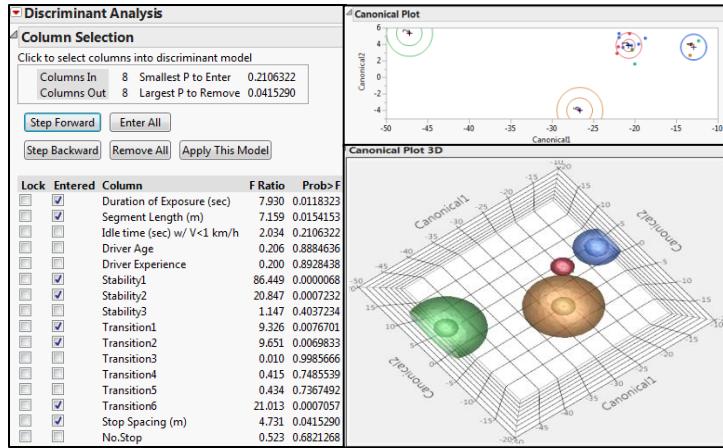 Discriminant Analysis
Column Selection
Click to select columns into discriminant model
Columns In 8 Smallest P to Enter 0.2106322
Columns Out 8 Largest P to Remove 0.0415290
Step Forward Enter All
Step Backward Remove All Apply This Model
Lock Entered Column F Ratio Prob>F
Duration of Exposure (sec) 7.930 0.0118323
Segment Length (m) 7.159 0.0154153
Idle time (sec) w/ V<1 km/h 2.034 0.2106322
Driver Age 0.206 0.8884636
Driver Experience 0.200 0.8928438
Stability1 86.449 0.0000068
Stability2 20.847 0.0007232
Stability3 1.147 0.4037234
Transition1 9.326 0.0076701
Transition2 9.651 0.0069833
Transition3 0.010 0.9985666
Transition4 0.415 0.7485539
Transition5 0.434 0.7367492
Transition6 21.013 0.0007057
Stop Spacing (m) 4.731 0.0415290
No.Stop 0.523 0.6821268
Canonical Plot
Canonical2
6
4
2
0
-2
-4
-50 -45 -40 -35 -30 -25 -20 -15 -10
Canonical1
Canonical Plot 3D
Canonical1
Canonical2
Canonical2
Canonical1